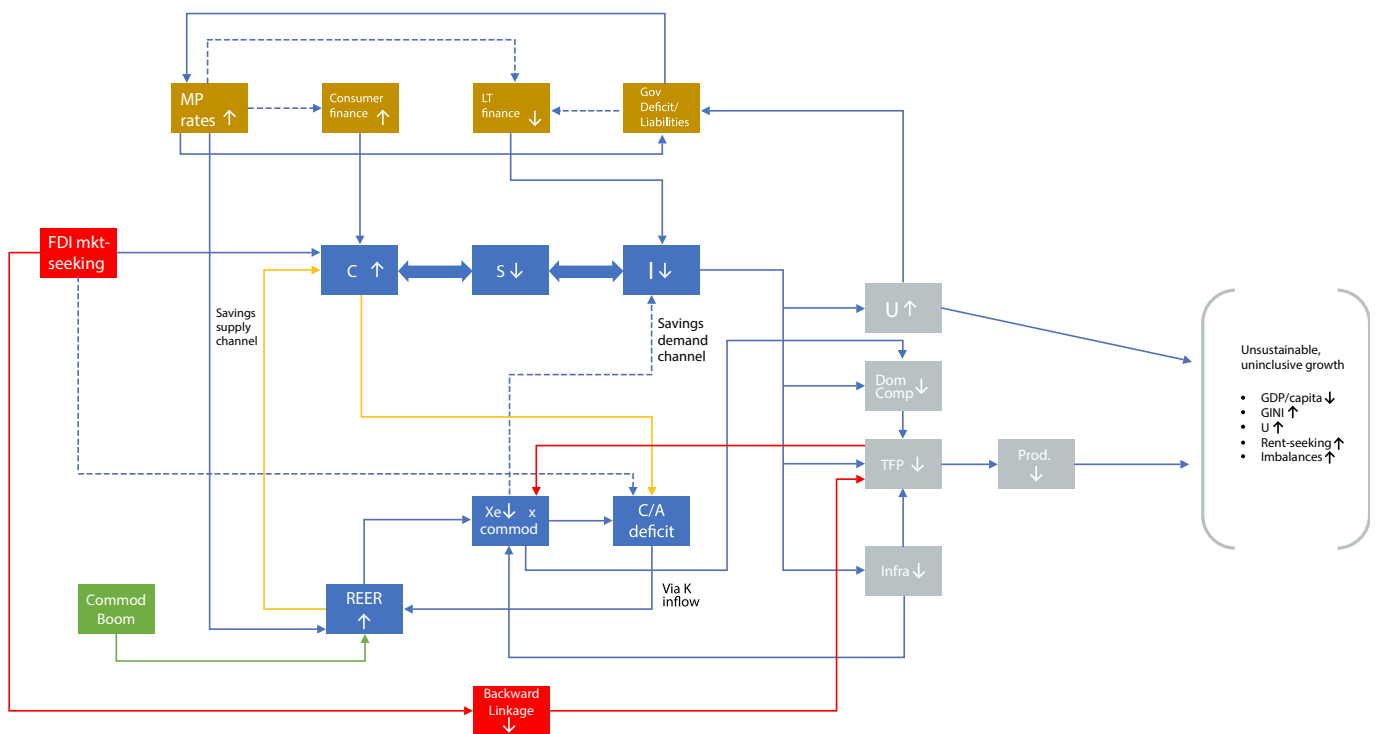 MP
rates ↑
Consumer
finance ↑
LT
finance ↓
Gov
Deficit/
Liabilities
FDI mkt-
seeking
C ↑
S ↓
I ↓
Savings
supply
channel
Savings
demand
channel
U ↑
Dom
Comp ↓
TFP ↓
Prod.
↓
Infra ↓
Xe ↓ x
commod
C/A
deficit
Via K
inflow
REER
↑
Commod
Boom
Backward
Linkage
↓
Unsustainable,
uninclusive growth
• GDP/capita ↓
• GINI ↑
• U ↑
• Rent-seeking ↑
• Imbalances ↑